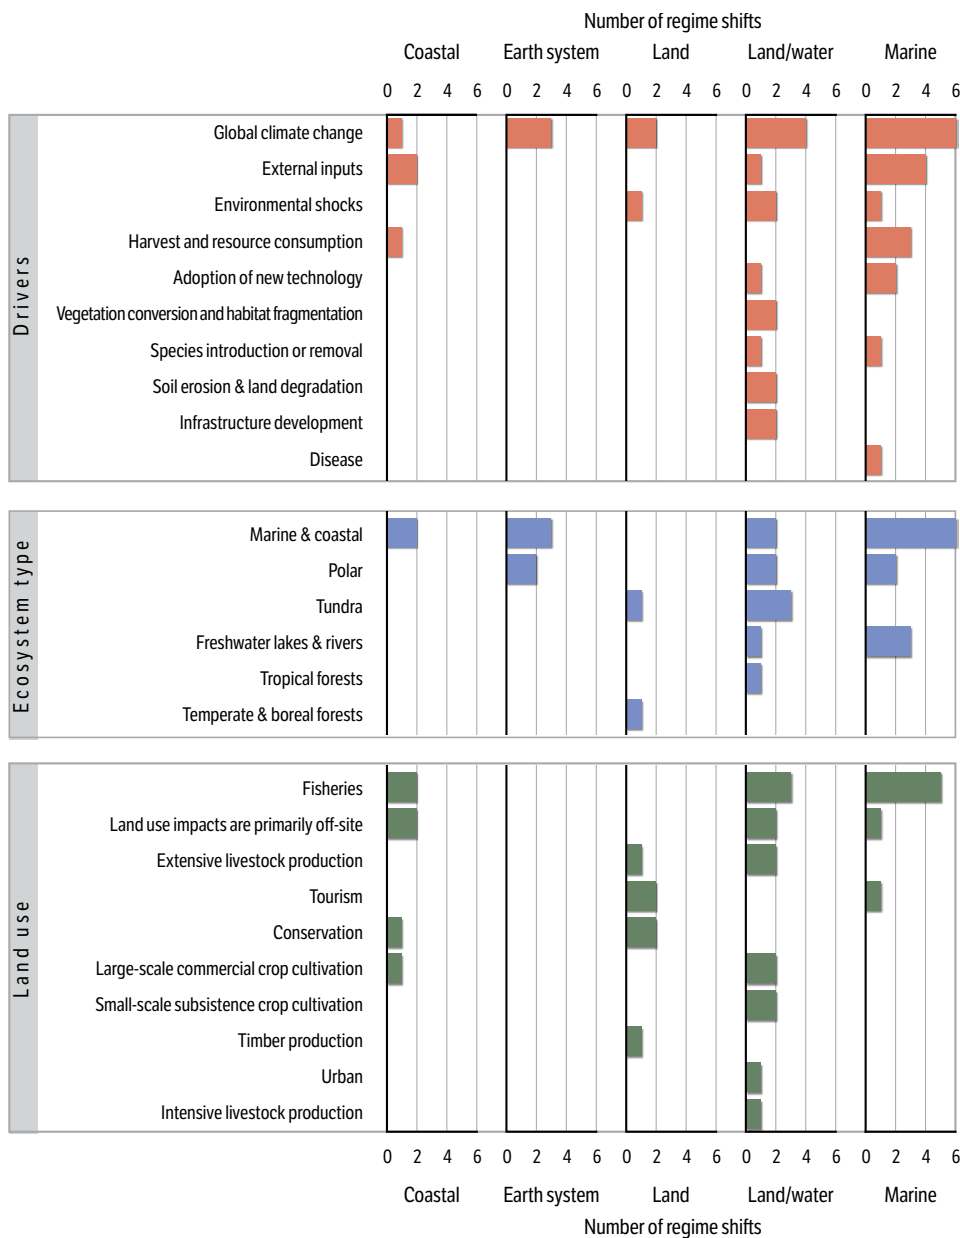 Number of regime shifts
Coastal Earth system Land Land/water Marine
0 2 4 6 0 2 4 6 0 2 4 6 0 2 4 6 0 2 4 6
Drivers
Global climate change
External inputs
Environmental shocks
Harvest and resource consumption
Adoption of new technology
Vegetation conversion and habitat fragmentation
Species introduction or removal
Soil erosion & land degradation
Infrastructure development
Disease
Ecosystem type
Marine & coastal
Polar
Tundra
Freshwater lakes & rivers
Tropical forests
Temperate & boreal forests
Land use
Fisheries
Land use impacts are primarily off-site
Extensive livestock production
Tourism
Conservation
Large-scale commercial crop cultivation
Small-scale subsistence crop cultivation
Timber production
Urban
Intensive livestock production
0 2 4 6 0 2 4 6 0 2 4 6 0 2 4 6 0 2 4 6
Coastal Earth system Land Land/water Marine
Number of regime shifts